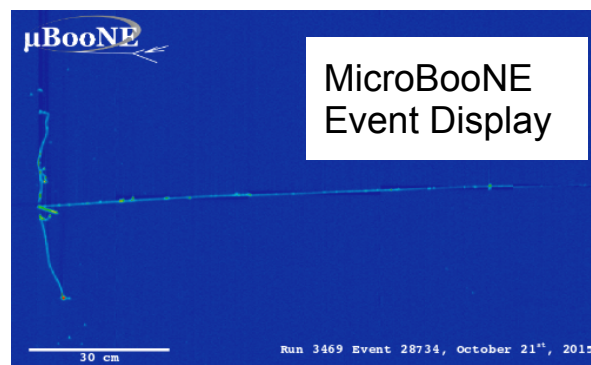 µBooNE
MicroBooNE
Event Display
30 cm
Run 3469 Event 28734, October 21st, 2015